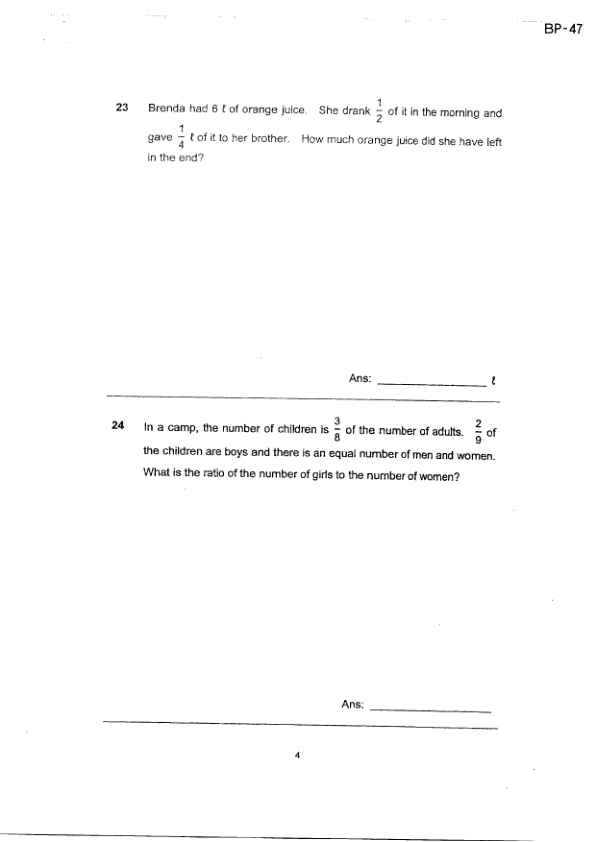 BP-47
23 Brenda had 6 ℓ of orange juice. She drank 1/2 of it in the morning and
gave 1/4 ℓ of it to her brother. How much orange juice did she have left
in the end?
Ans: ____________ ℓ
24 In a camp, the number of children is 3/8 of the number of adults. 2/9 of
the children are boys and there is an equal number of men and women.
What is the ratio of the number of girls to the number of women?
Ans: ____________
4